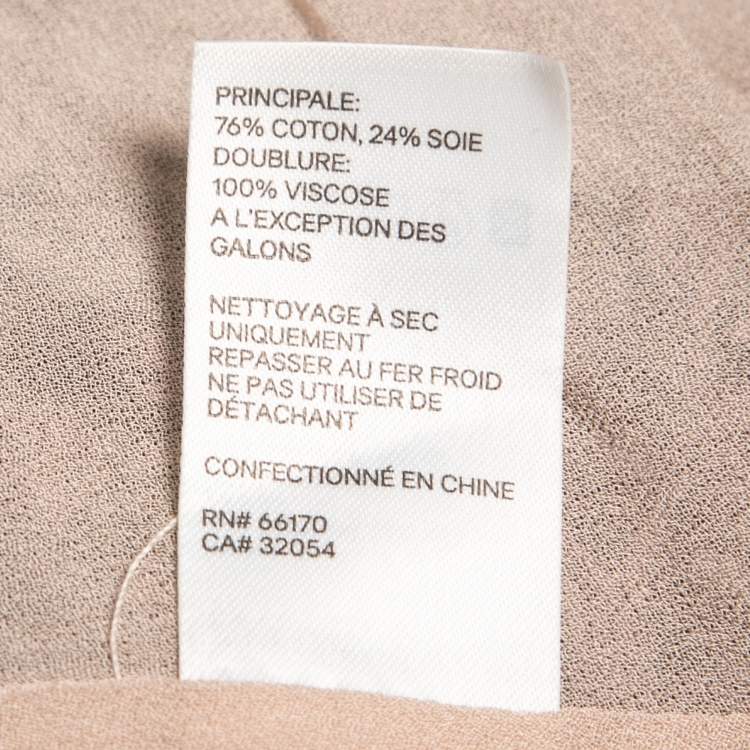 PRINCIPALE:
76% COTON, 24% SOIE
DOUBLURE:
100% VISCOSE
A L'EXCEPTION DES
GALONS
NETTOYAGE À SEC
UNIQUEMENT
REPASSER AU FER FROID
NE PAS UTILISER DE
DÉTACHANT
CONFECTIONNÉ EN CHINE
RN# 66170
CA# 32054